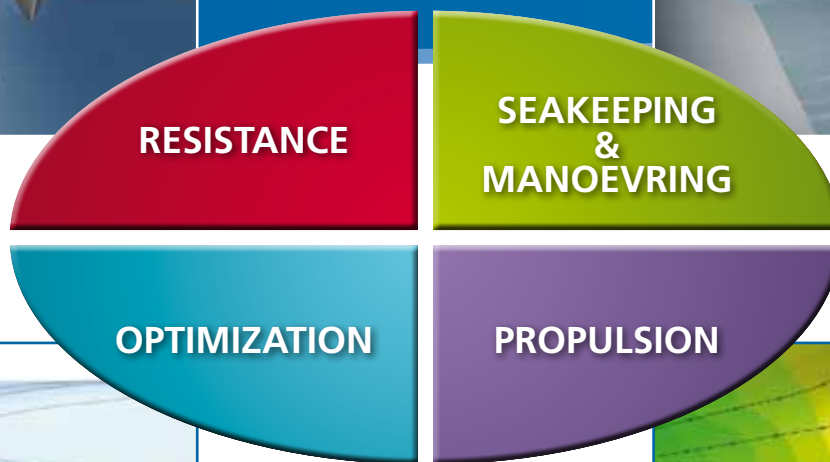 RESISTANCE
SEAKEEPING
&
MANOEVRING
OPTIMIZATION
PROPULSION